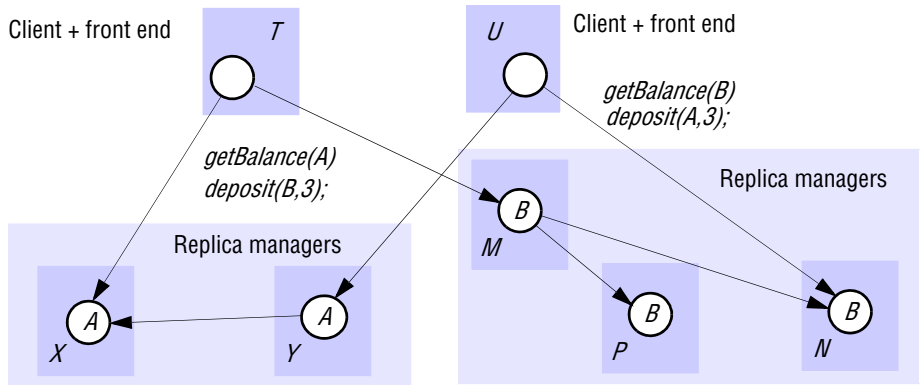 Client + front end
T
U
Client + front end
getBalance(B)
deposit(A,3);
getBalance(A)
deposit(B,3);
Replica managers
B
M
Replica managers
A
X
A
Y
B
P
B
N